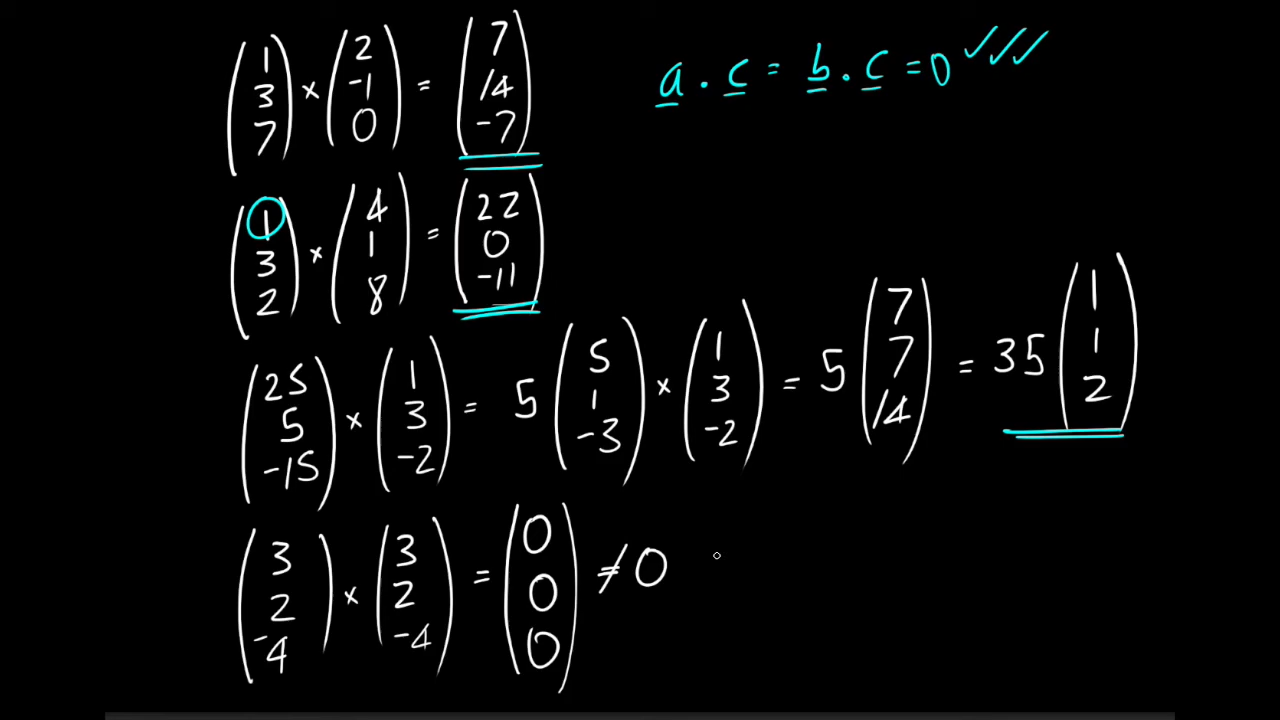 (1 3 7) × (2 -1 0) = (7 14 -7)
a · c = b · c = 0 ✓✓✓
(1 3 2) × (4 1 8) = (22 0 -11)
(25 5 -15) × (1 3 -2) = 5 (5 1 -3) × (1 3 -2) = 5 (7 7 14) = 35 (1 1 2)
(3 2 -4) × (3 2 -4) = (0 0 0) ≠ 0